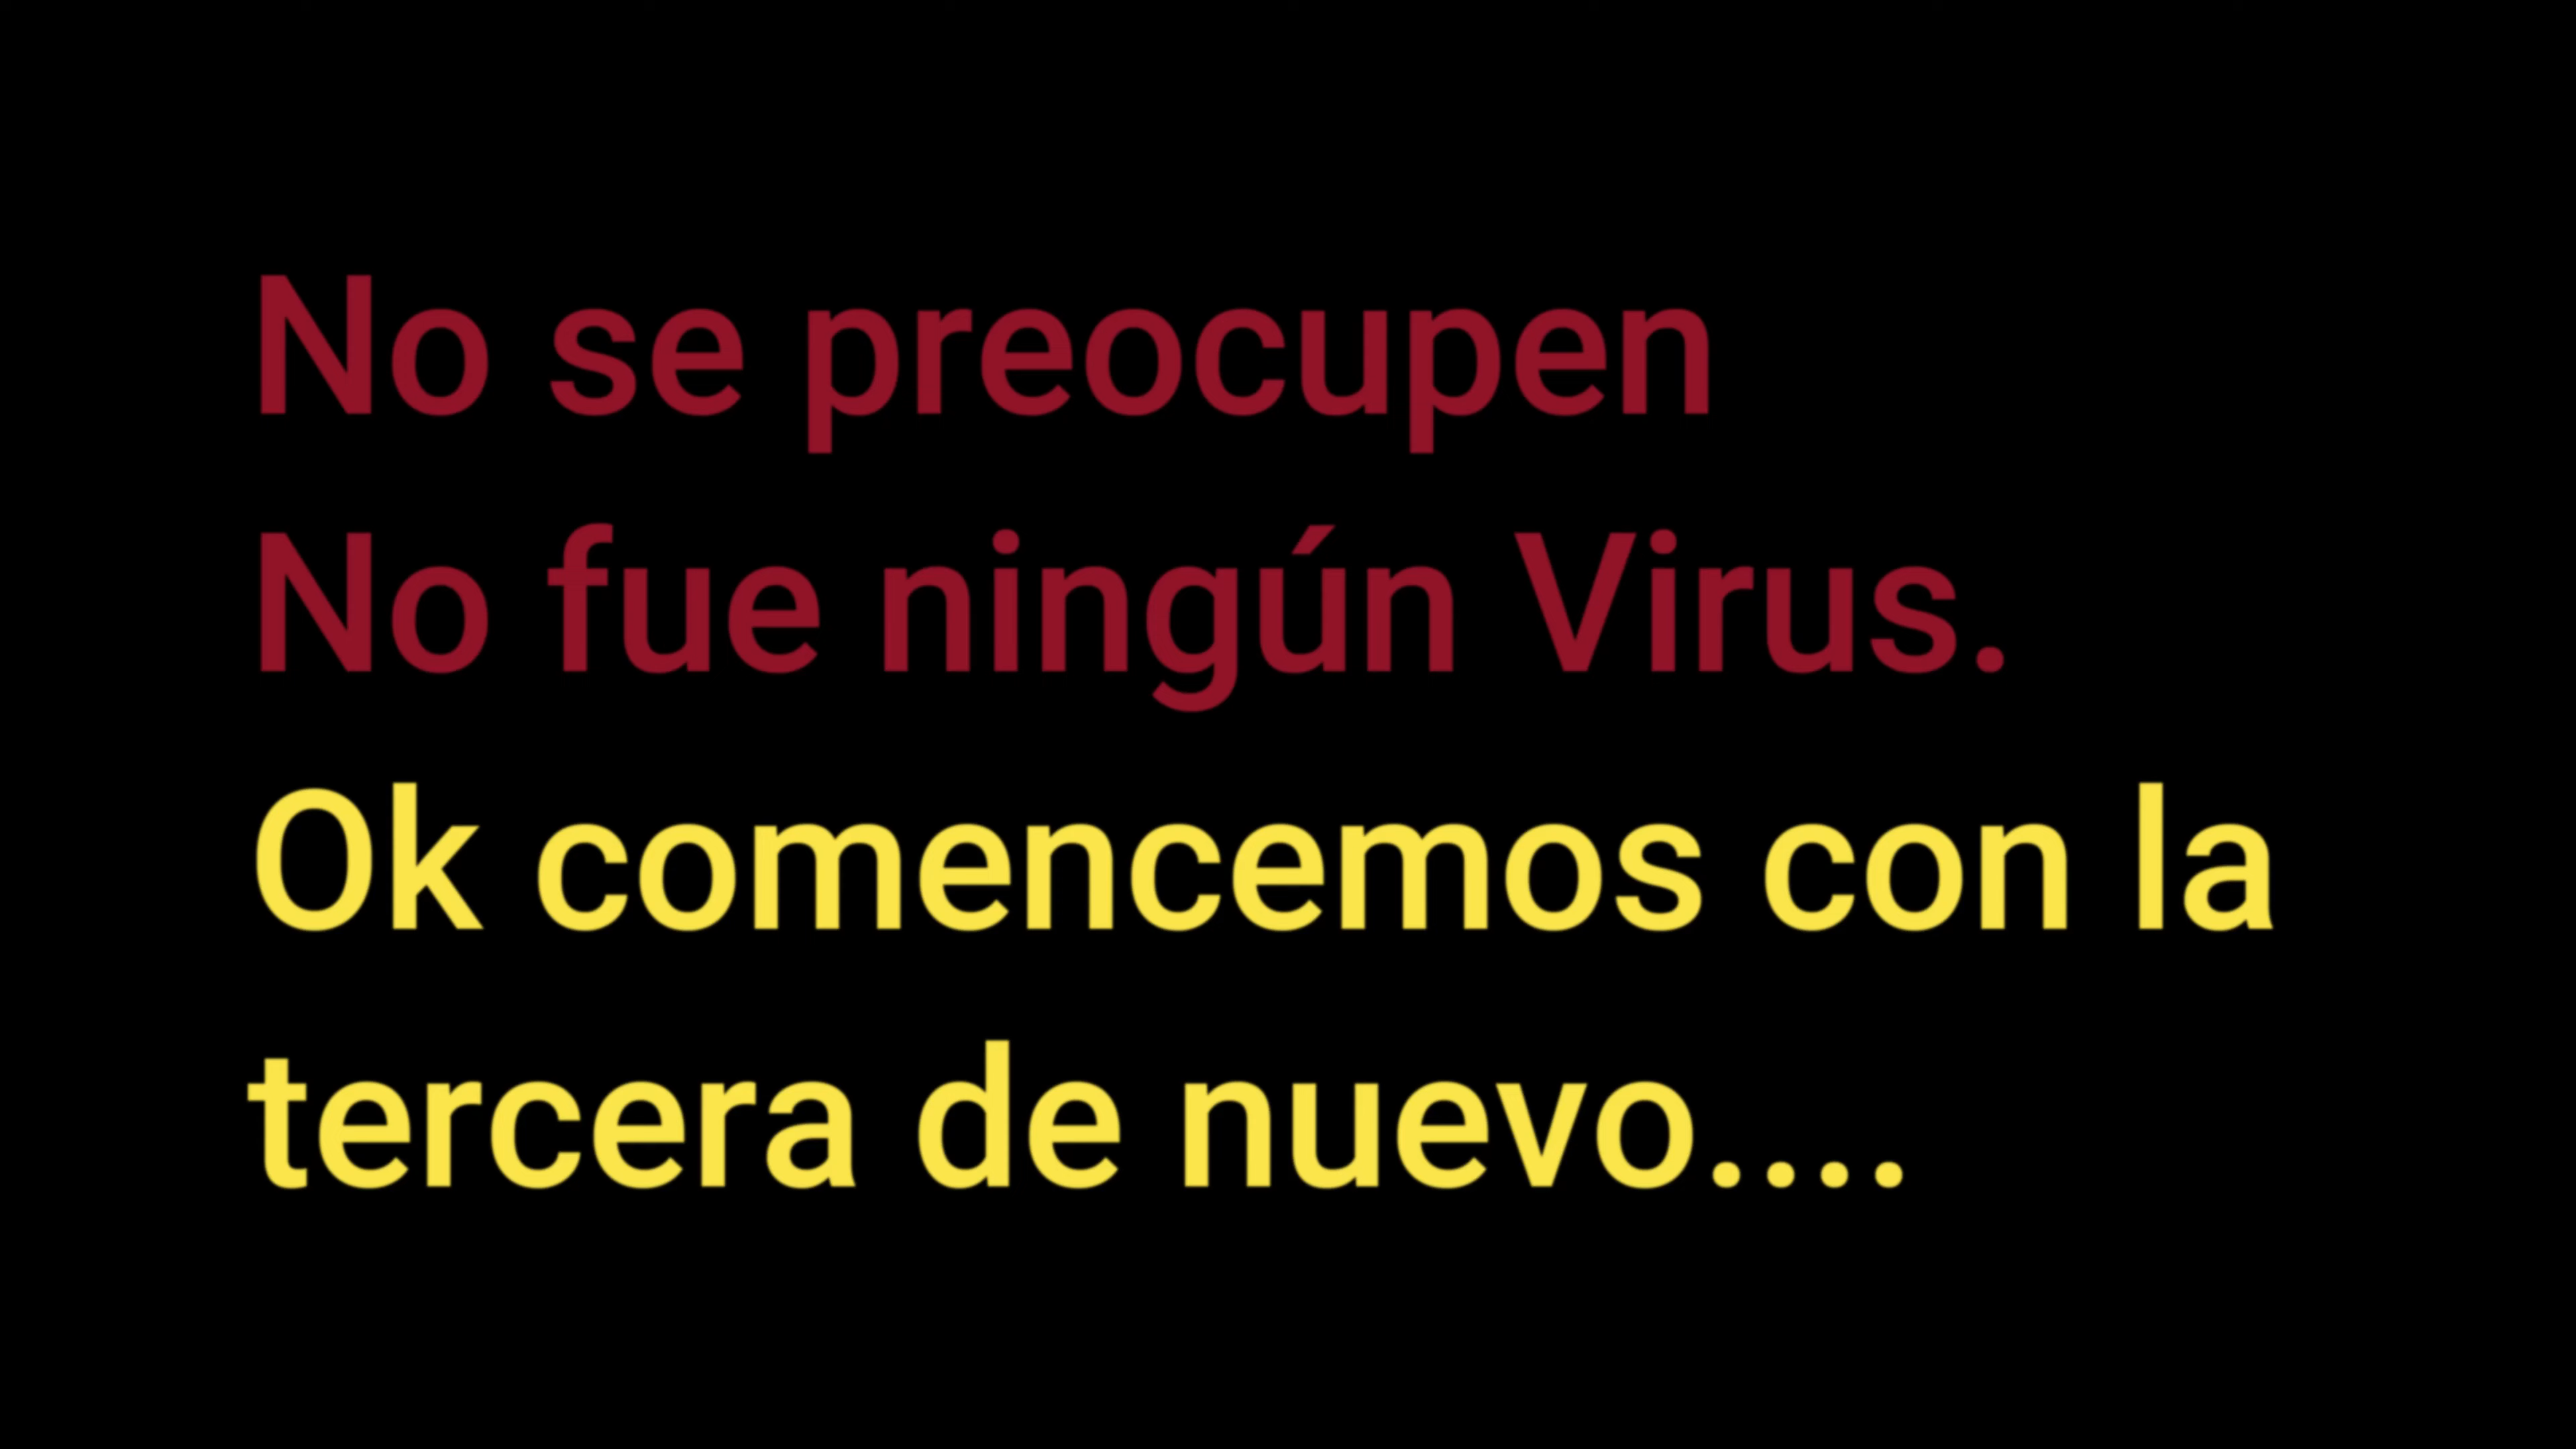 No se preocupen
No fue ningún Virus.
Ok comencemos con la
tercera de nuevo....